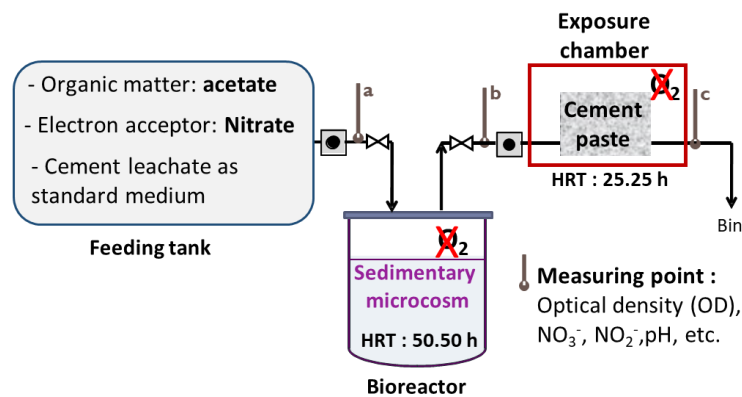 Exposure
chamber
- Organic matter: acetate
- Electron acceptor: Nitrate
- Cement leachate as
standard medium
Feeding tank
a
b
c
O2
Cement
paste
HRT : 25.25 h
Bin
O2
Sedimentary
microcosm
HRT : 50.50 h
Bioreactor
Measuring point :
Optical density (OD),
NO3-, NO2-,pH, etc.